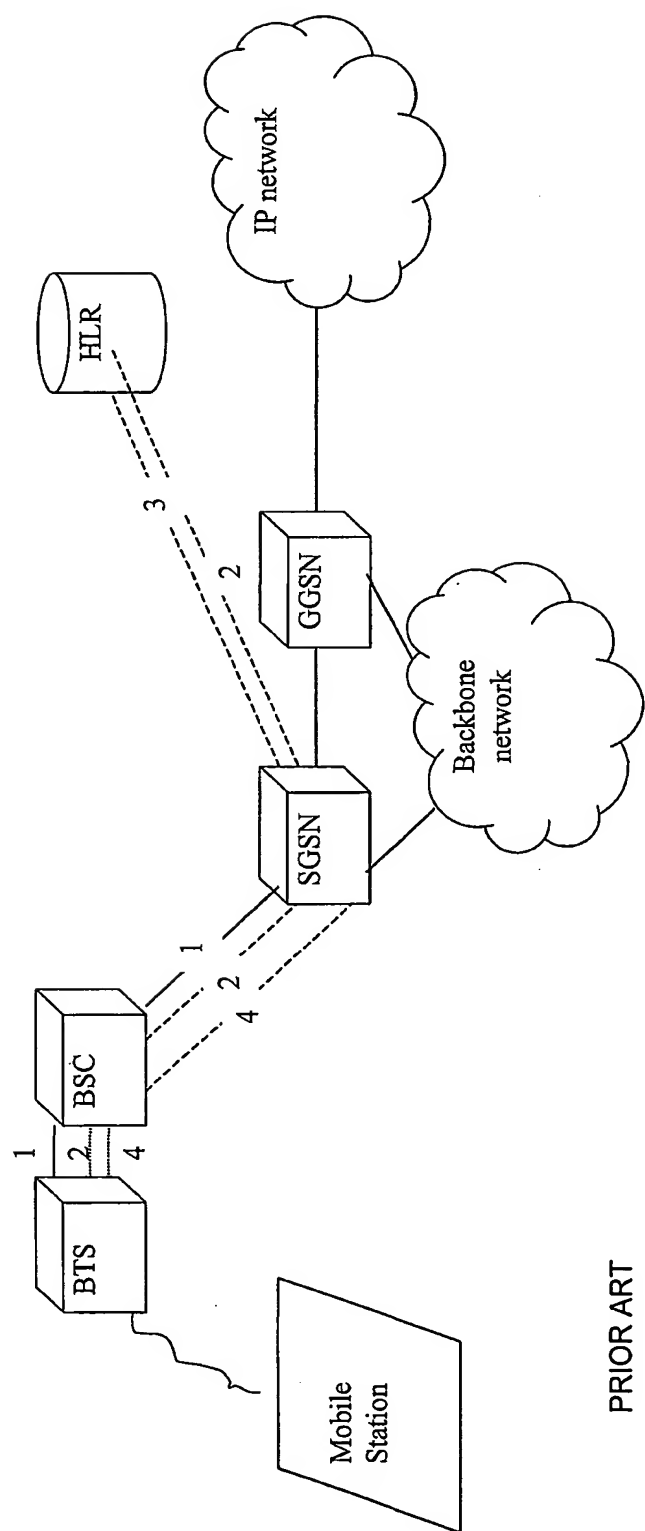 Mobile
Station
BTS
1
2
4
BSC
1
2
4
SGSN
3
2
HLR
GGSN
Backbone
network
IP network
PRIOR ART